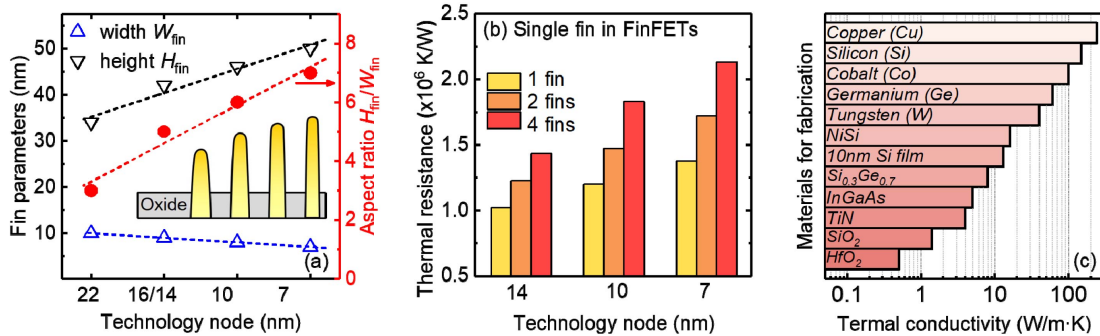 width W_fin
height H_fin
Fin parameters (nm)
50
40
30
20
10
0
22
16/14
10
7
Technology node (nm)
Oxide
(a)
8
6
4
2
0
Aspect ratio H_fin/W_fin
(b) Single fin in FinFETs
1 fin
2 fins
4 fins
Thermal resistance (x10⁶ K/W)
2.5
2.0
1.5
1.0
0.5
14
10
7
Technology node (nm)
Materials for fabrication
Copper (Cu)
Silicon (Si)
Cobalt (Co)
Germanium (Ge)
Tungsten (W)
NiSi
10nm Si film
Si₀.₃Ge₀.₇
InGaAs
TiN
SiO₂
HfO₂
(c)
0.1
1
10
100
Termal conductivity (W/m·K)